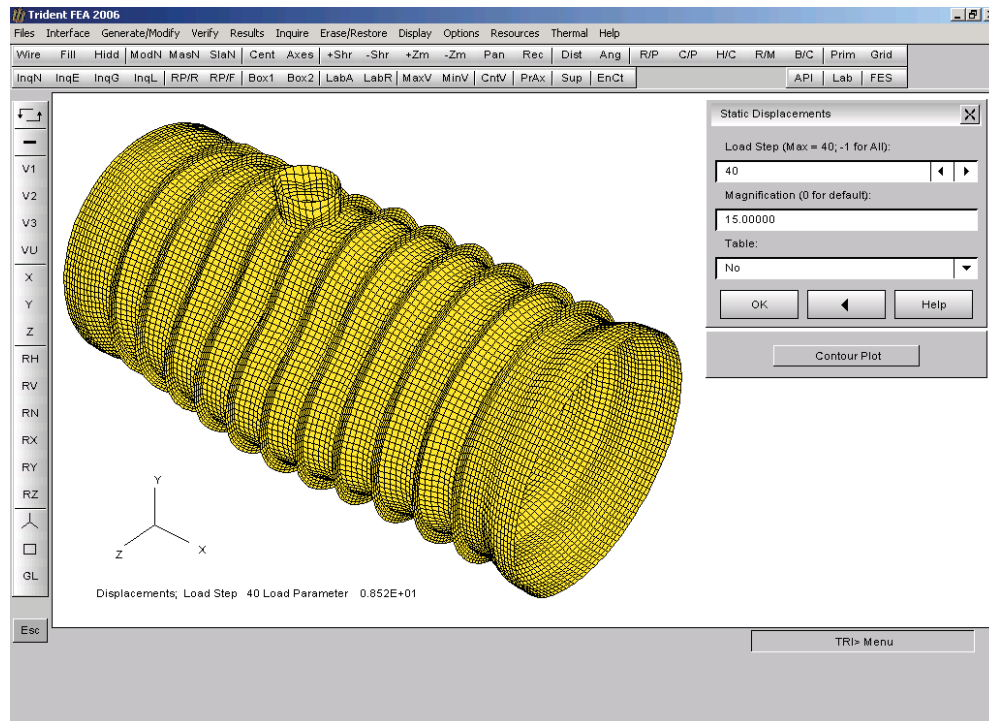 Trident FEA 2006
Files Interface Generate/Modify Verify Results Inquire Erase/Restore Display Options Resources Thermal Help
Wire Fill Hidd ModN MasN SlaN Cent Axes +Shr -Shr +Zm -Zm Pan Rec Dist Ang R/P C/P H/C R/M B/C Prim Grid
InqN InqE InqG InqL RP/R RP/F Box1 Box2 LabA LabR MaxV MinV CntV PrAx Sup EnCt API Lab FES
V1
V2
V3
VU
X
Y
Z
RH
RV
RN
RX
RY
RZ
GL
Esc
Static Displacements
Load Step (Max = 40; -1 for All):
40
Magnification (0 for default):
15.00000
Table:
No
OK Help
Contour Plot
Y
Z X
Displacements; Load Step 40 Load Parameter 0.852E+01
TRI> Menu